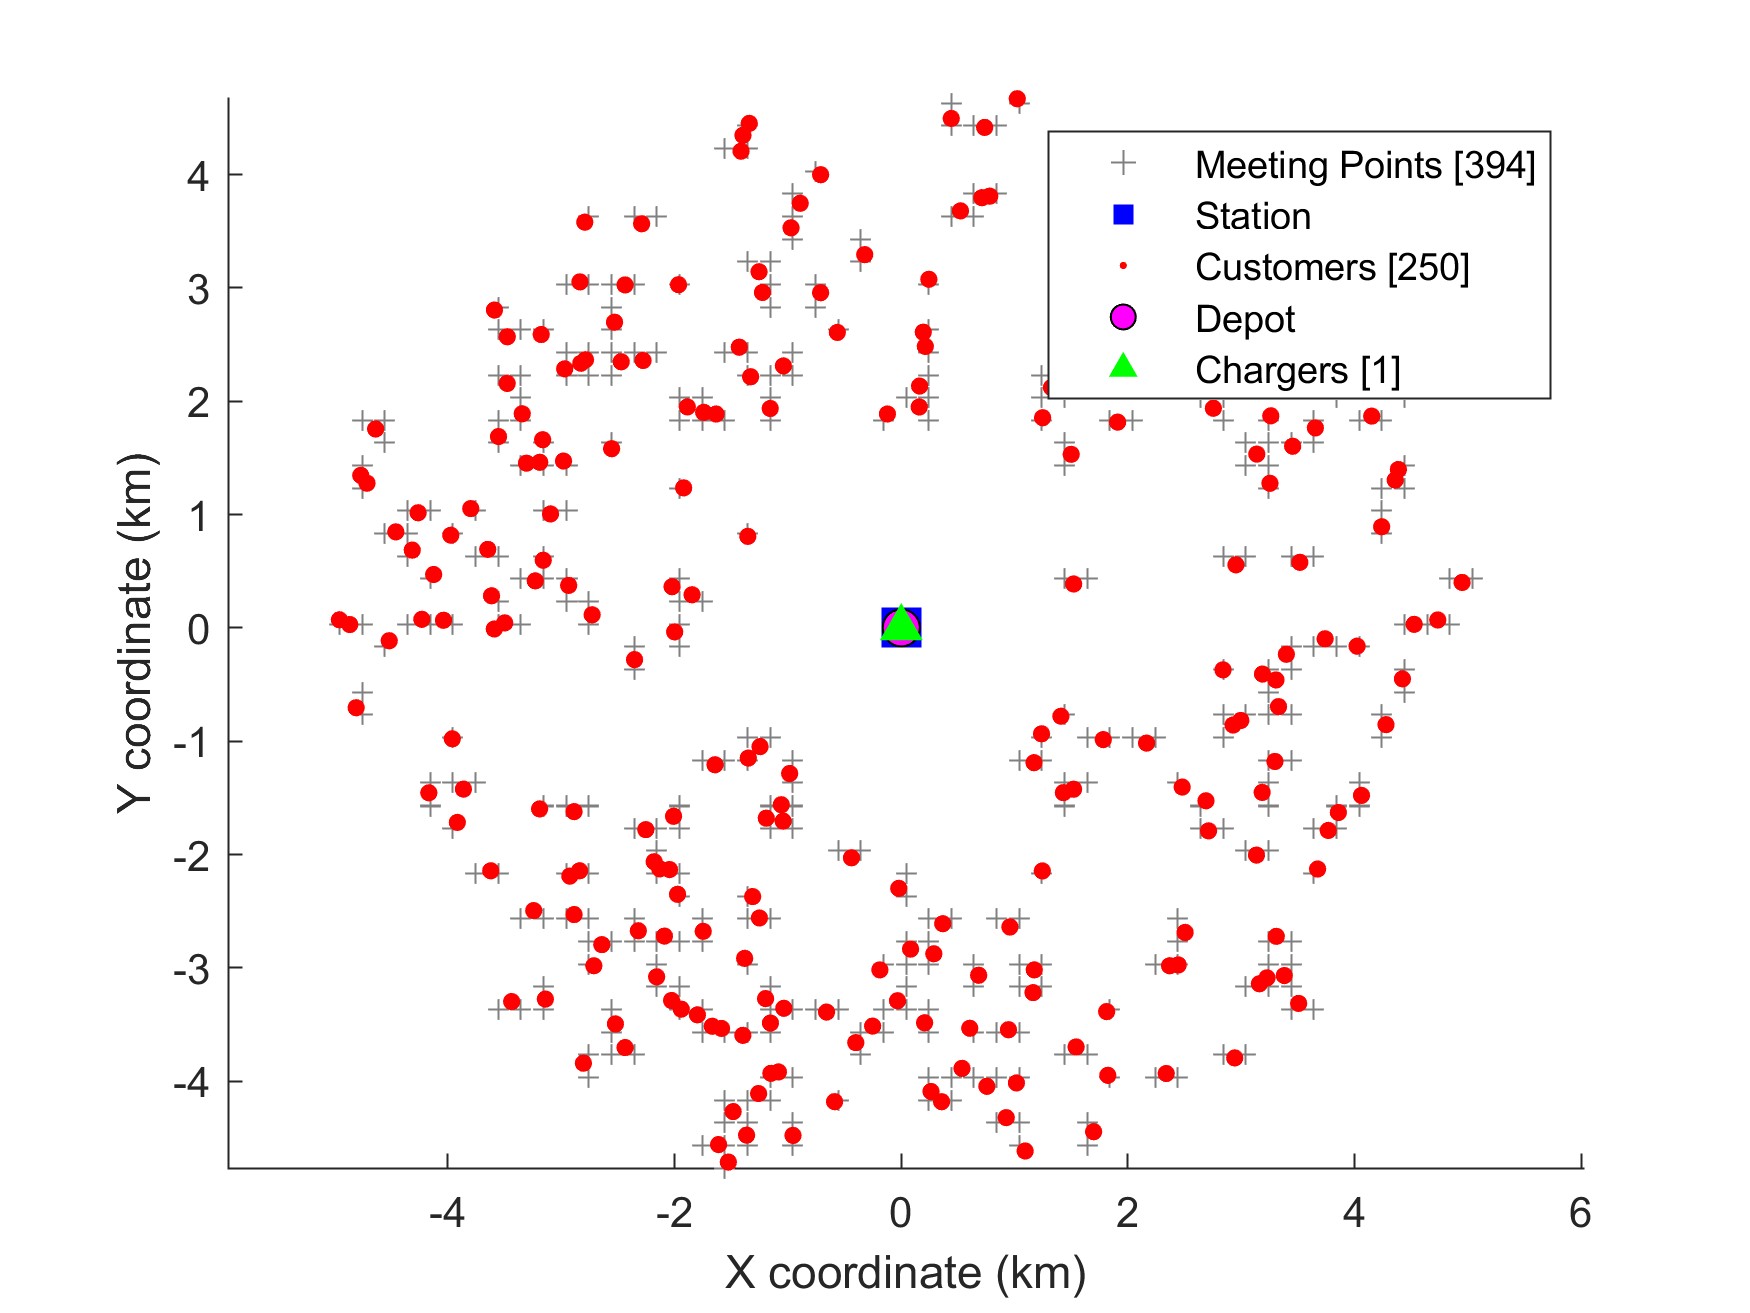 Meeting Points [394]
Station
Customers [250]
Depot
Chargers [1]
4
3
2
1
0
-1
-2
-3
-4
Y coordinate (km)
-4 -2 0 2 4 6
X coordinate (km)